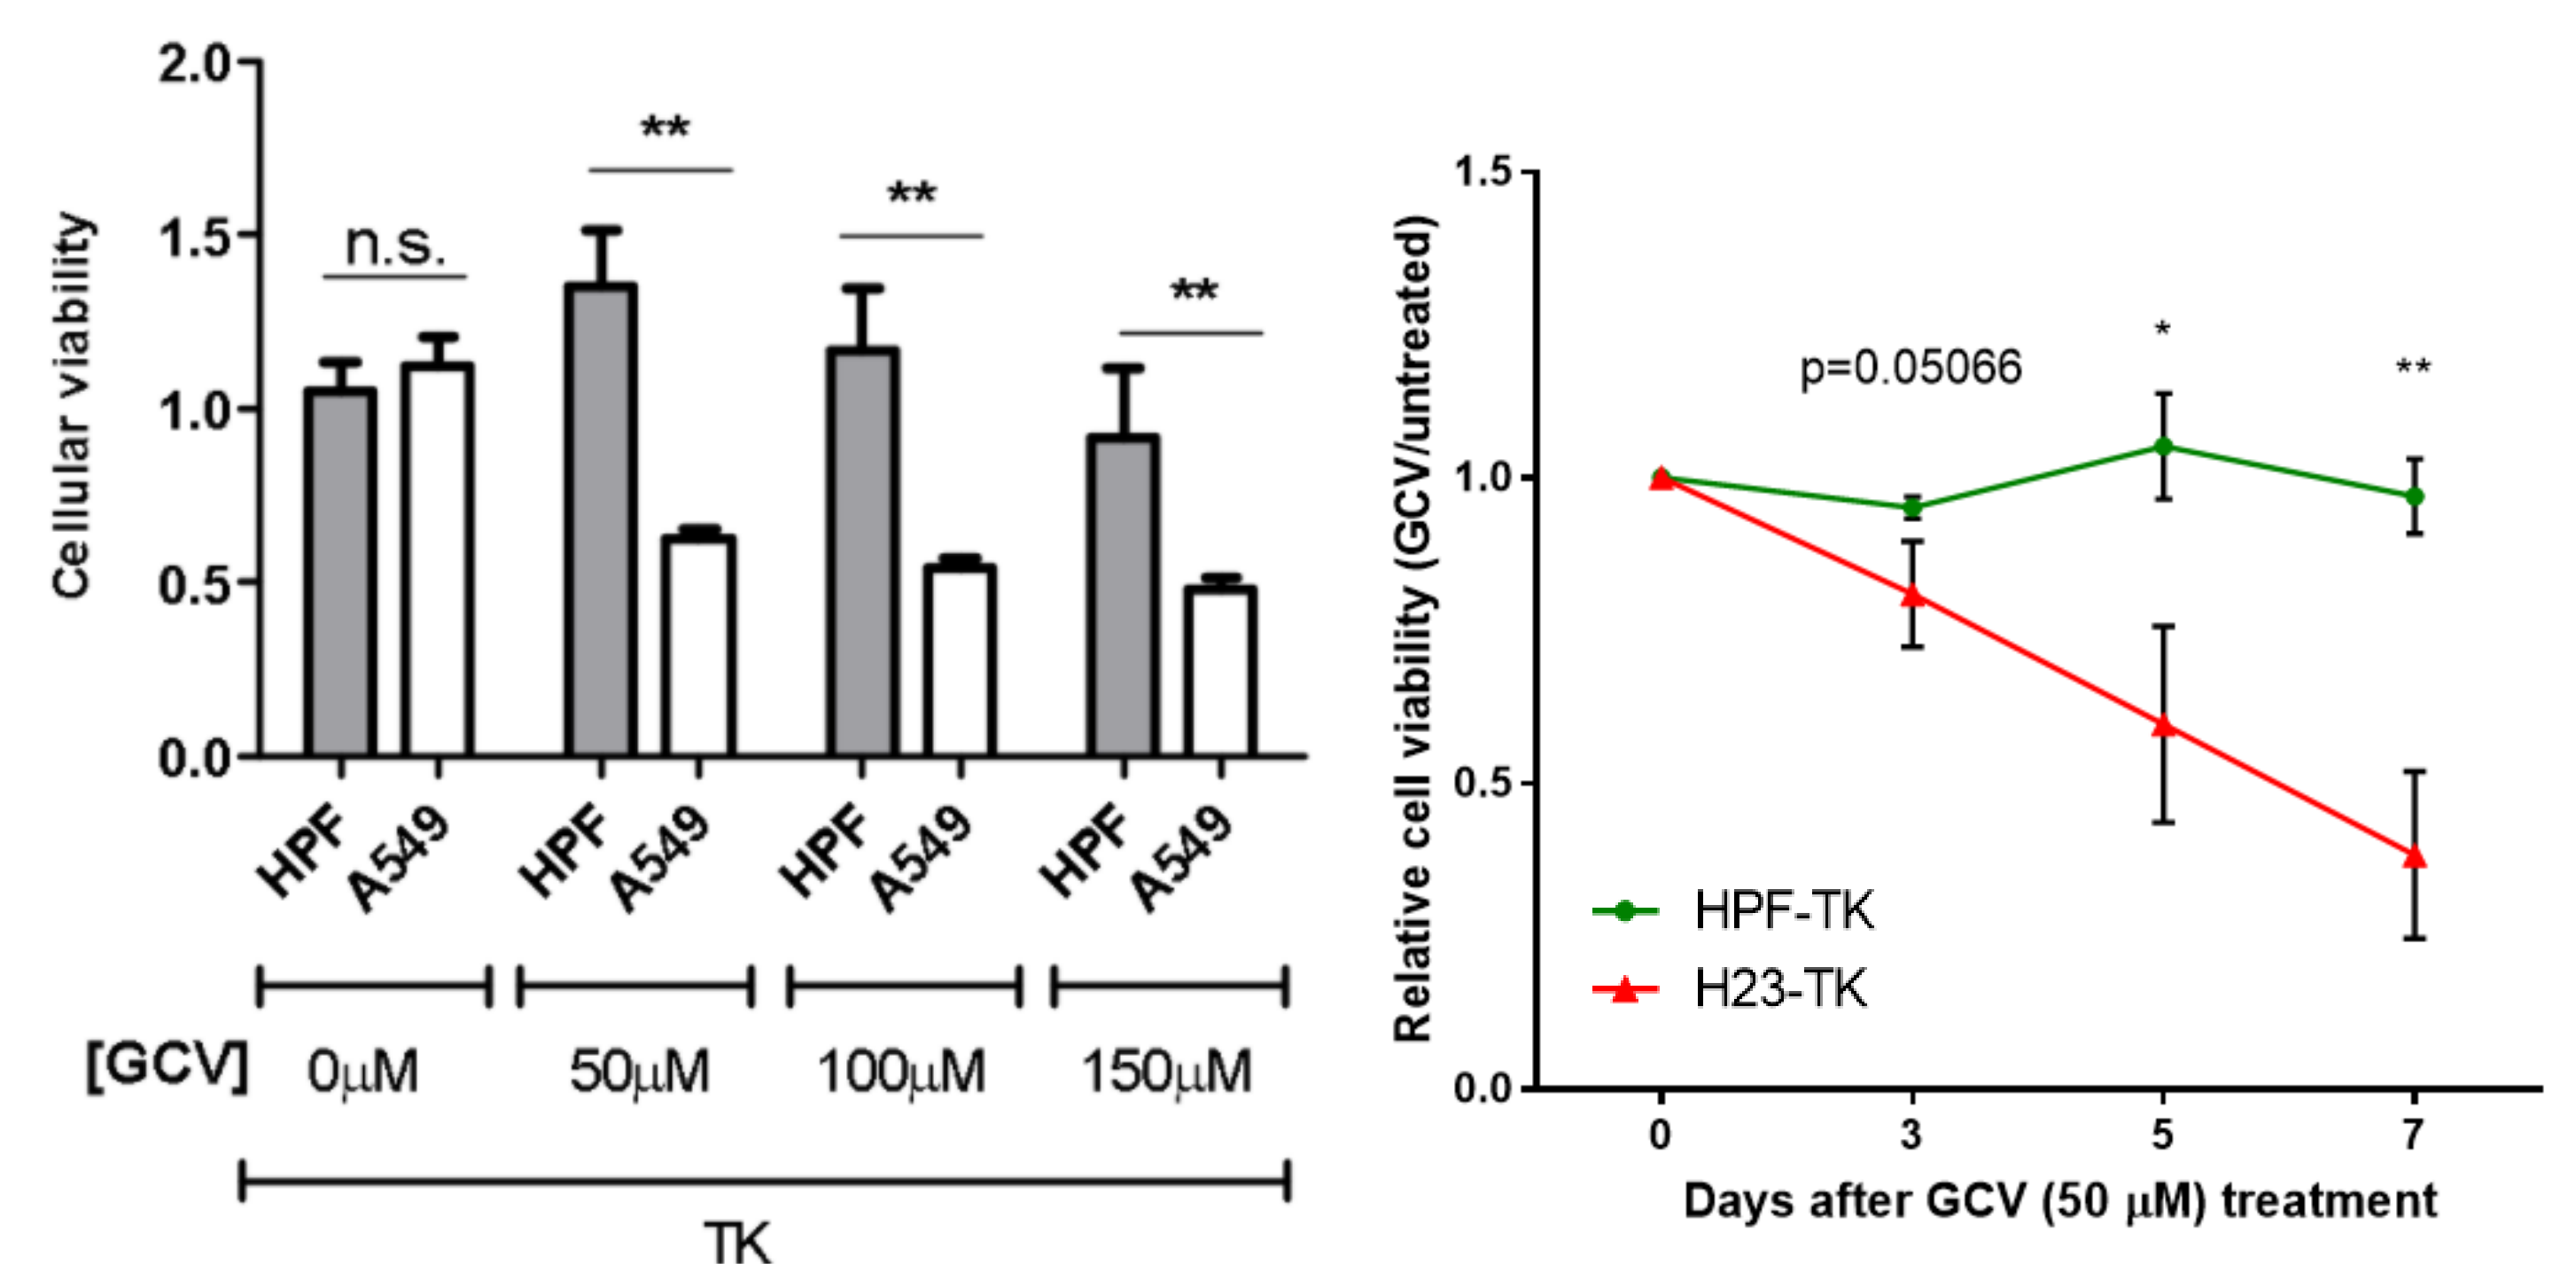 Cellular viability
2.0
1.5
1.0
0.5
0.0
n.s.
**
**
**
HPF
A549
HPF
A549
HPF
A549
HPF
A549
[GCV]
0μM
50μM
100μM
150μM
TK
Relative cell viability (GCV/untreated)
1.5
1.0
0.5
0.0
p=0.05066
*
**
HPF-TK
H23-TK
0
3
5
7
Days after GCV (50 μM) treatment